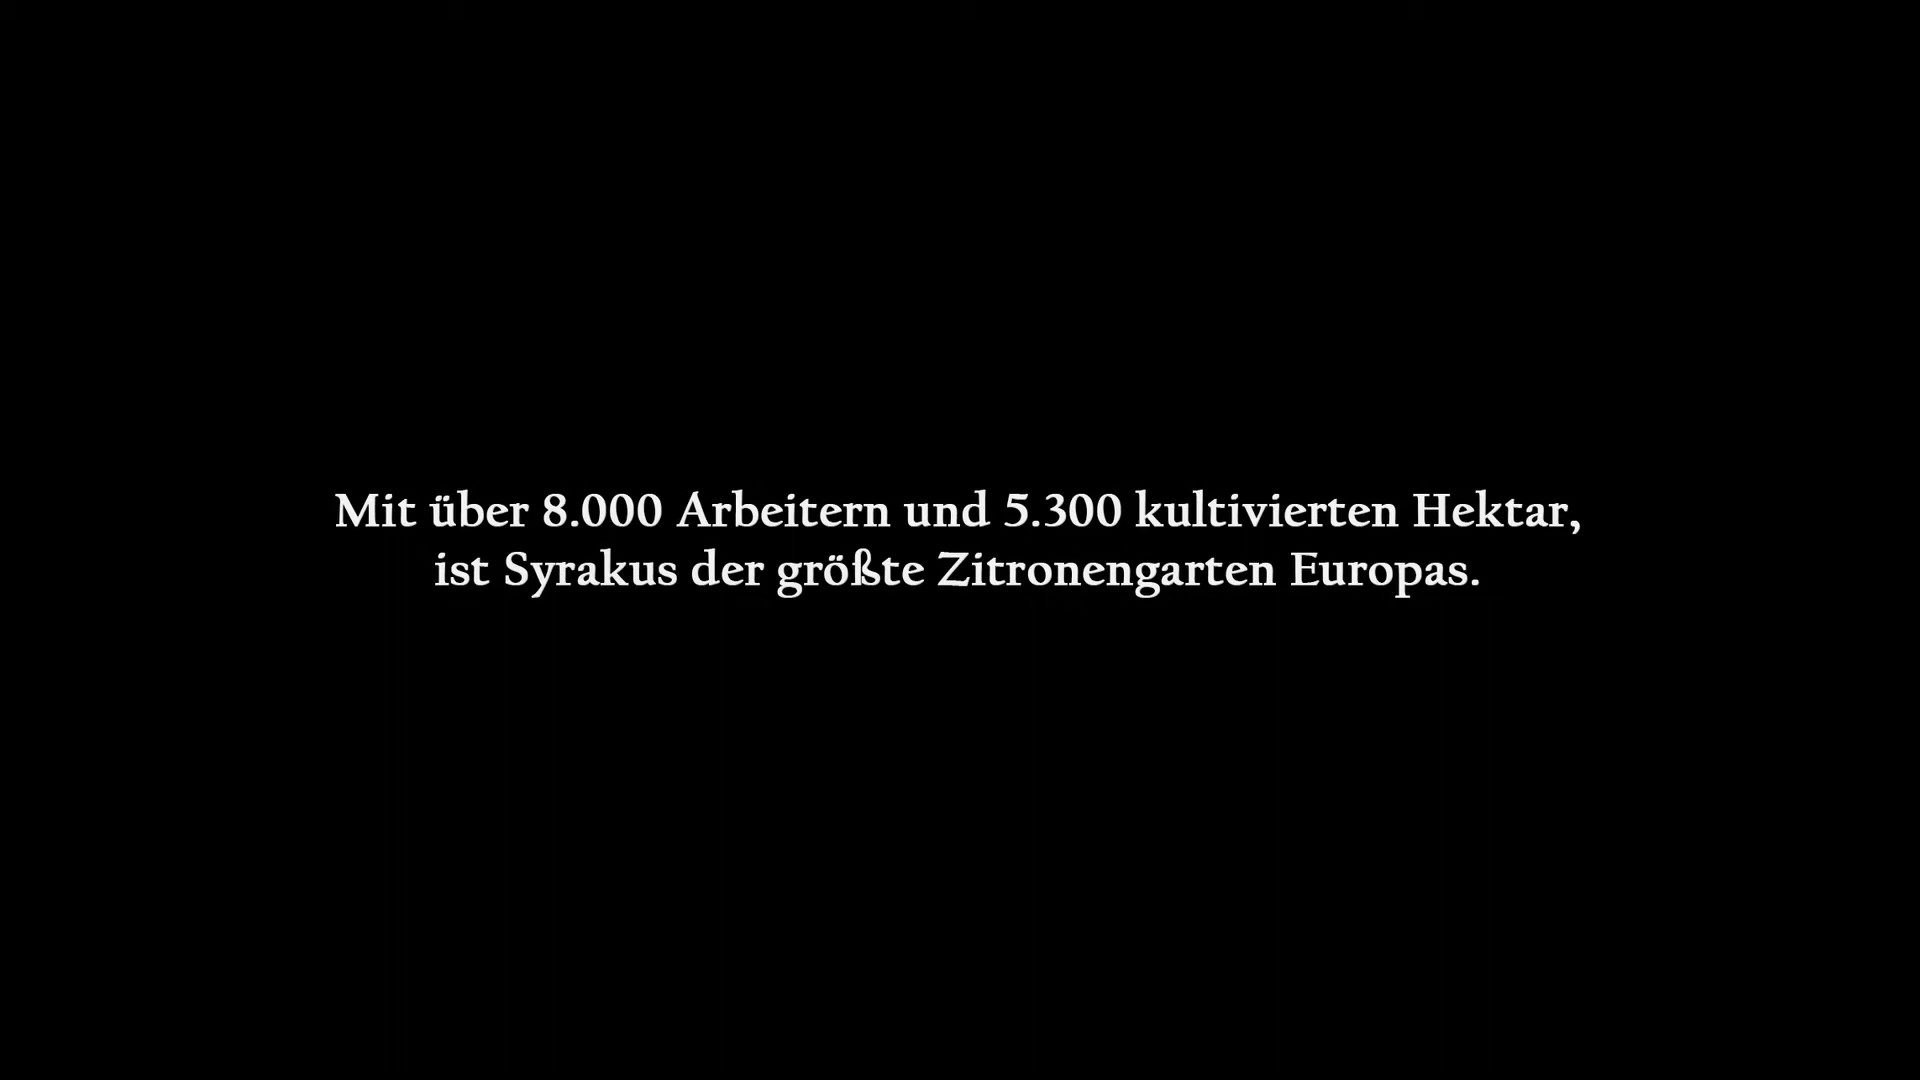 Mit über 8.000 Arbeitern und 5.300 kultivierten Hektar,
ist Syrakus der größte Zitronengarten Europas.